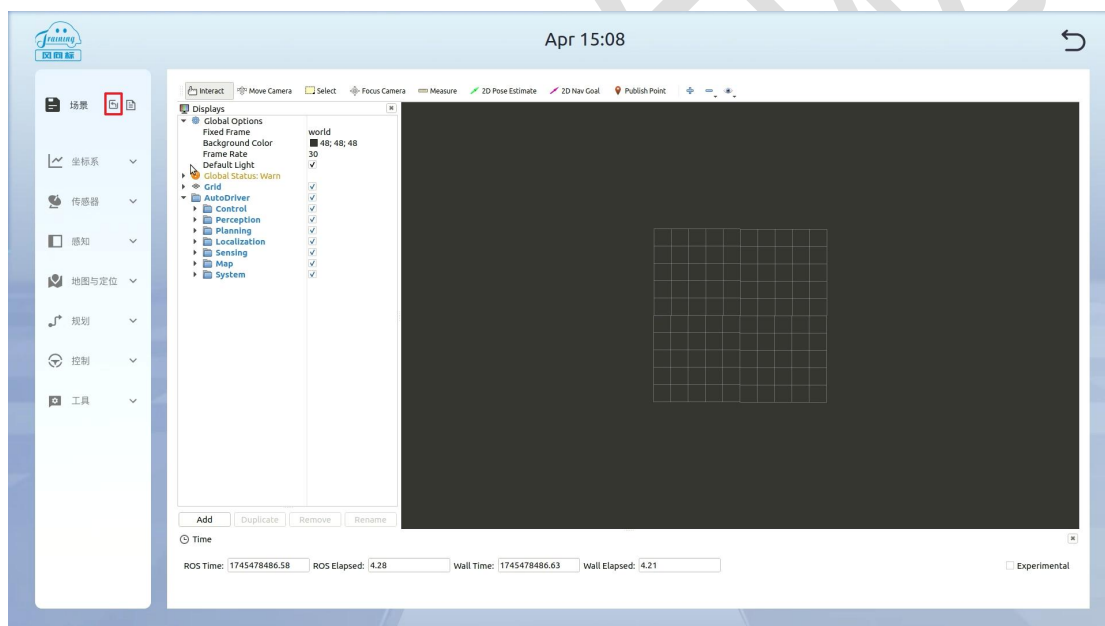 Training
风向标
Apr 15:08
场景
坐标系
传感器
感知
地图与定位
规划
控制
工具
Interact Move Camera Select Focus Camera Measure 2D Pose Estimate 2D Nav Goal Publish Point
Displays
Global Options
Fixed Frame world
Background Color 48; 48; 48
Frame Rate 30
Default Light
Global Status: Warn
Grid
AutoDriver
Control
Perception
Planning
Localization
Sensing
Map
System
Add Duplicate Remove Rename
Time
ROS Time: 1745478486.58 ROS Elapsed: 4.28 Wall Time: 1745478486.63 Wall Elapsed: 4.21 Experimental